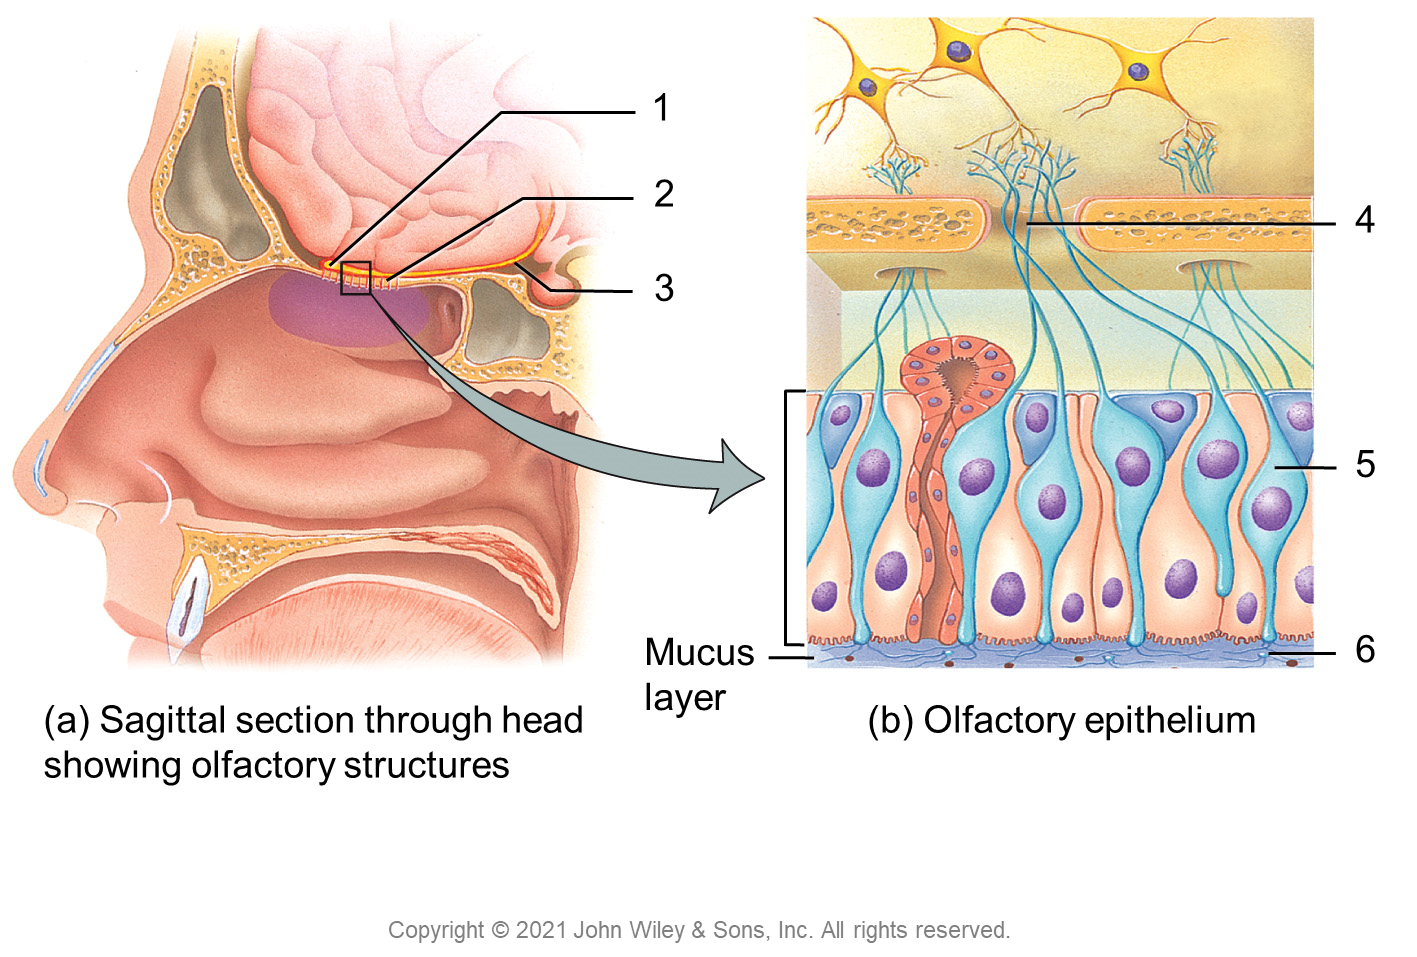 1
2
3
4
5
6
Mucus
layer
(a) Sagittal section through head
showing olfactory structures
(b) Olfactory epithelium
Copyright © 2021 John Wiley & Sons, Inc. All rights reserved.